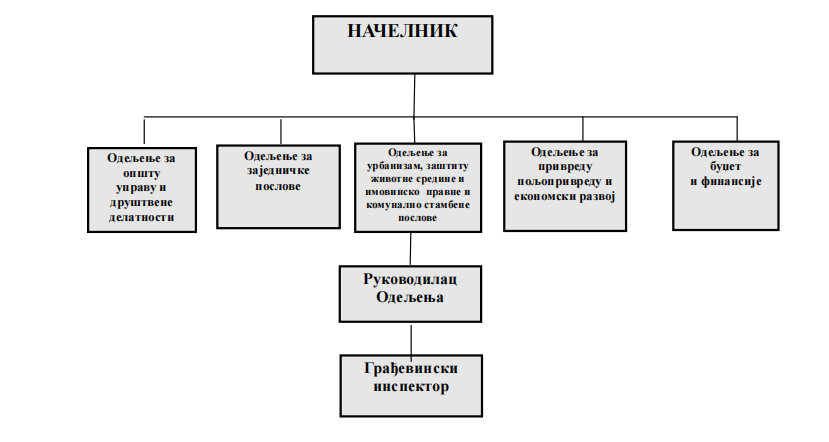 НАЧЕЛНИК
Одељење за
општу
управу и
друштвене
делатности
Одељење за
заједничке
послове
Одељење за
урбанизам, заштиту
животне средине и
имовинско правне и
комунално стамбене
послове
Одељење за
привреду
пољопривреду и
економски развој
Одељење за
буџет
и финансије
Руководилац
Одељења
Грађевински
инспектор